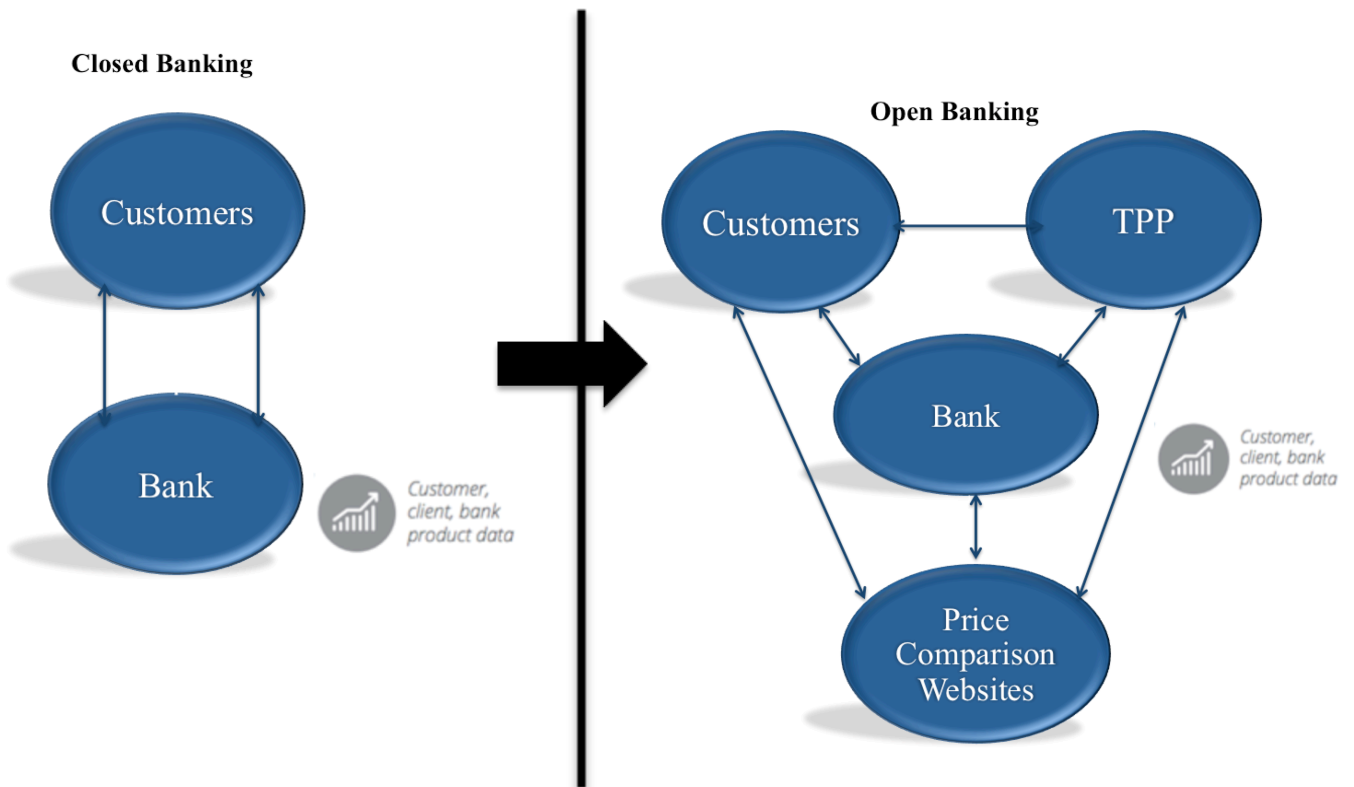 Closed Banking
Customers
Bank
Customer,
client, bank
product data
Open Banking
Customers
TPP
Bank
Customer,
client, bank
product data
Price
Comparison
Websites